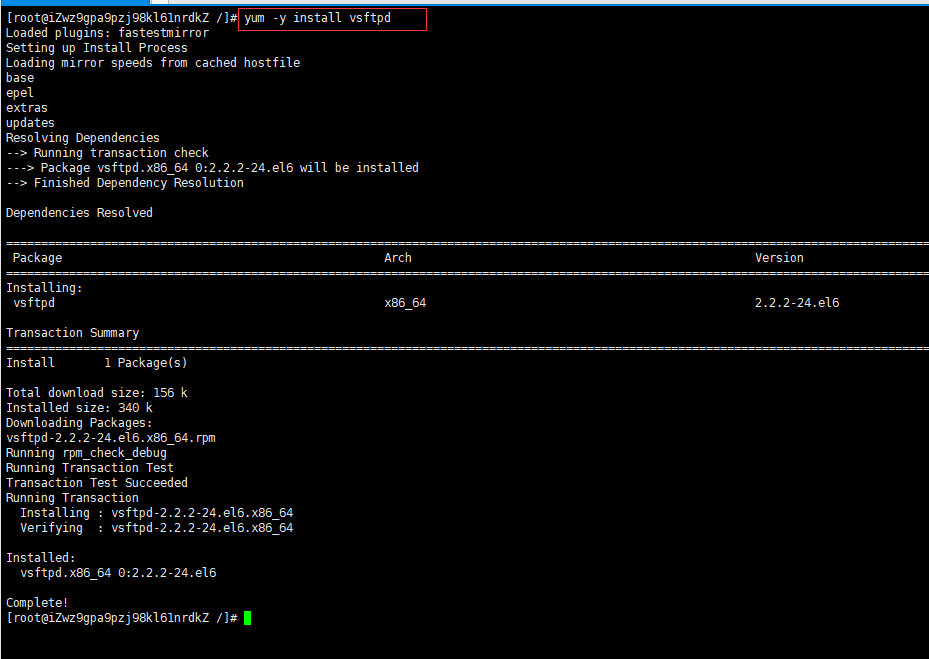 [root@iZwz9gpa9pzj98kl61nrdkZ /]# yum -y install vsftpd
Loaded plugins: fastestmirror
Setting up Install Process
Loading mirror speeds from cached hostfile
base
epel
extras
updates
Resolving Dependencies
--> Running transaction check
---> Package vsftpd.x86_64 0:2.2.2-24.el6 will be installed
--> Finished Dependency Resolution
Dependencies Resolved
Package Arch Version
Installing:
vsftpd x86_64 2.2.2-24.el6
Transaction Summary
Install 1 Package(s)
Total download size: 156 k
Installed size: 340 k
Downloading Packages:
vsftpd-2.2.2-24.el6.x86_64.rpm
Running rpm_check_debug
Running Transaction Test
Transaction Test Succeeded
Running Transaction
Installing : vsftpd-2.2.2-24.el6.x86_64
Verifying : vsftpd-2.2.2-24.el6.x86_64
Installed:
vsftpd.x86_64 0:2.2.2-24.el6
Complete!
[root@iZwz9gpa9pzj98kl61nrdkZ /]#